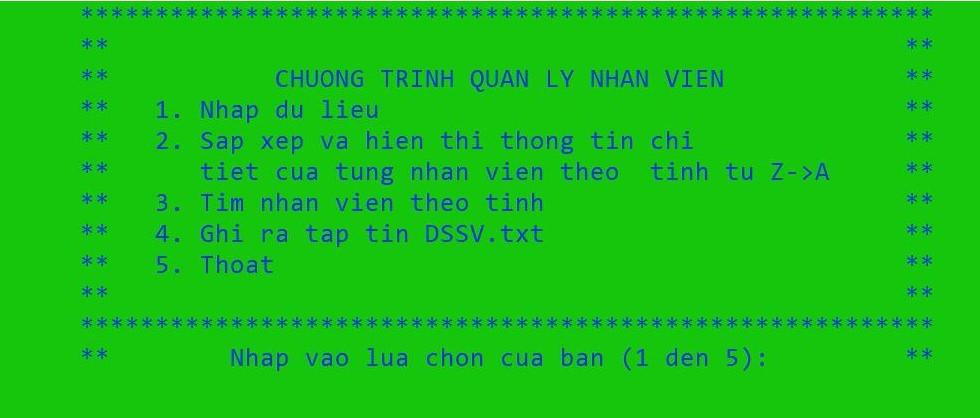 *********************************************************
** **
** CHUONG TRINH QUAN LY NHAN VIEN **
** 1. Nhap du lieu **
** 2. Sap xep va hien thi thong tin chi **
** tiet cua tung nhan vien theo  tinh tu Z->A **
** 3. Tim nhan vien theo tinh **
** 4. Ghi ra tap tin DSSV.txt **
** 5. Thoat **
** **
*********************************************************
** Nhap vao lua chon cua ban (1 den 5): **